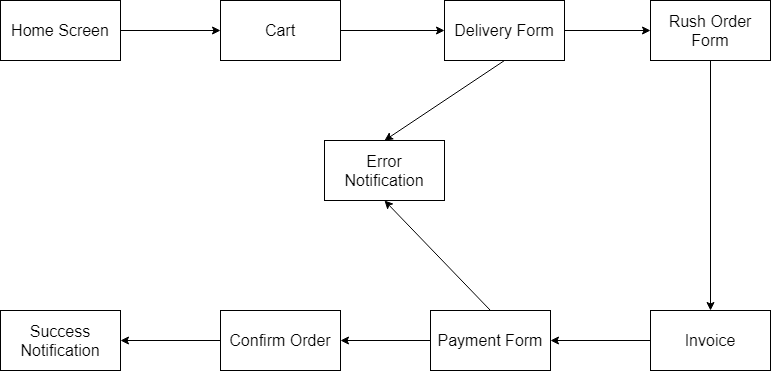 Home Screen
Cart
Delivery Form
Rush Order
Form
Error
Notification
Success
Notification
Confirm Order
Payment Form
Invoice